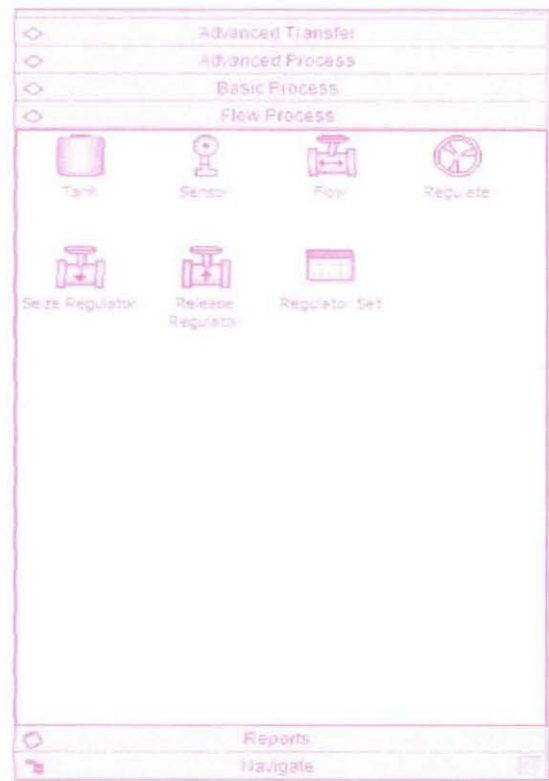 Advanced Transfer
Advanced Process
Basic Process
Flow Process
Tank Sensor Flow Regulate
Seize Regulator Release Regulator Regulator Set
Reports
Navigate